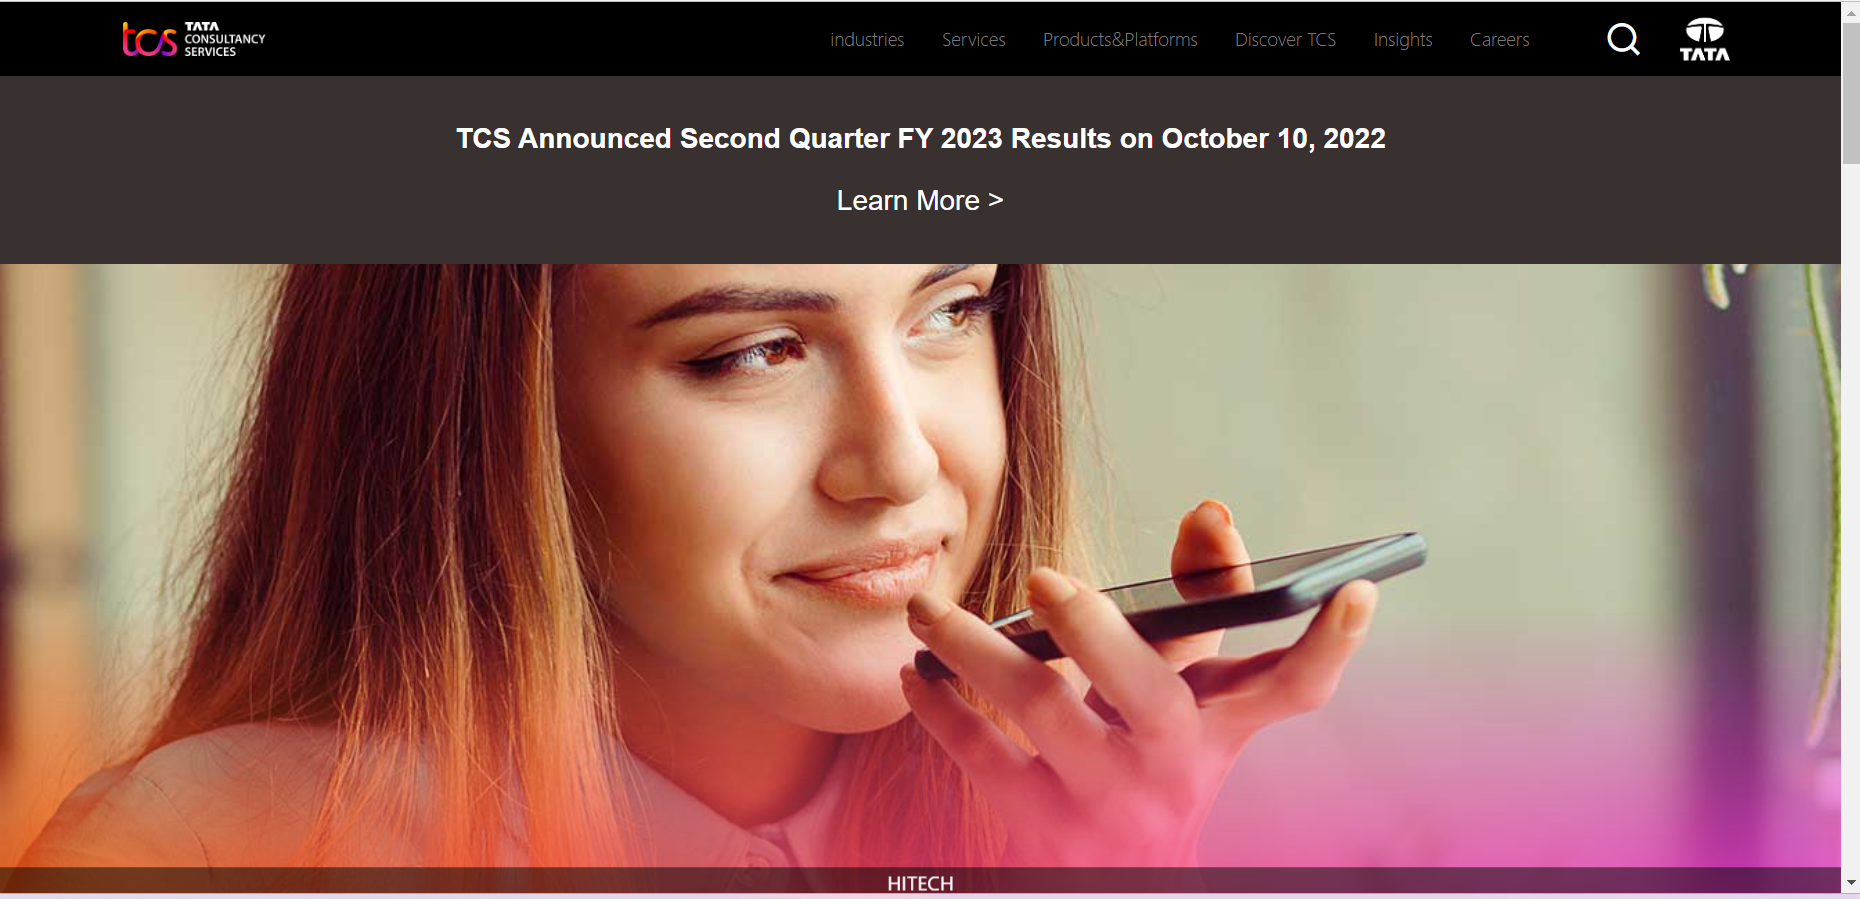 tcs TATA
CONSULTANCY
SERVICES
industries Services Products&Platforms Discover TCS Insights Careers
TATA
TCS Announced Second Quarter FY 2023 Results on October 10, 2022
Learn More >
HITECH